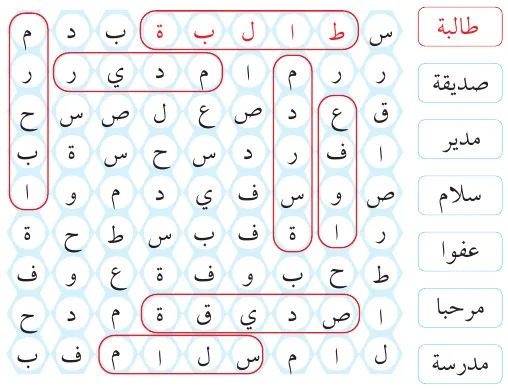 س ط ا ل ب ة ب د م
ر ر م ا م د ي ر ر
ق ع د ص ع ل ص س ح
ا ف ر د س ح س ة ب
ص و س ف ي د م و ا
ر ا ة ف ب س ط ح ة
ط ح ب و ف ة ع و ف
ا ص د ي ق ة م د ح
ل ا م س ل ا م ف ب
طالبة
صديقة
مدير
سلام
عفوا
مرحبا
مدرسة